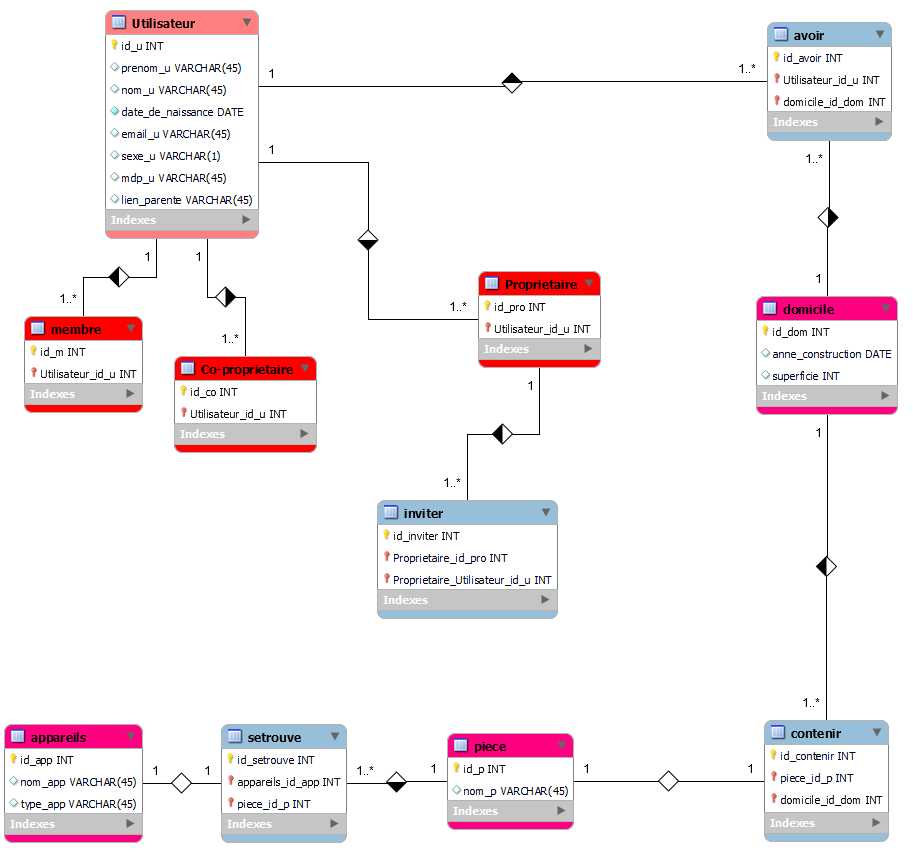 Utilisateur
id_u INT
prenom_u VARCHAR(45)
nom_u VARCHAR(45)
date_de_naissance DATE
email_u VARCHAR(45)
sexe_u VARCHAR(1)
mdp_u VARCHAR(45)
lien_parente VARCHAR(45)
Indexes
1
1..*
avoir
id_avoir INT
Utilisateur_id_u INT
domicile_id_dom INT
Indexes
1
1..*
1..*
1
Proprietaire
id_pro INT
Utilisateur_id_u INT
Indexes
1
1..*
membre
id_m INT
Utilisateur_id_u INT
Indexes
1
1..*
Co-proprietaire
id_co INT
Utilisateur_id_u INT
Indexes
domicile
id_dom INT
anne_construction DATE
superficie INT
Indexes
1
1..*
1
1..*
inviter
id_inviter INT
Proprietaire_id_pro INT
Proprietaire_Utilisateur_id_u INT
Indexes
appareils
id_app INT
nom_app VARCHAR(45)
type_app VARCHAR(45)
Indexes
1
1
setrouve
id_setrouve INT
appareils_id_app INT
piece_id_p INT
Indexes
1..*
1
piece
id_p INT
nom_p VARCHAR(45)
Indexes
1
1
contenir
id_contenir INT
piece_id_p INT
domicile_id_dom INT
Indexes